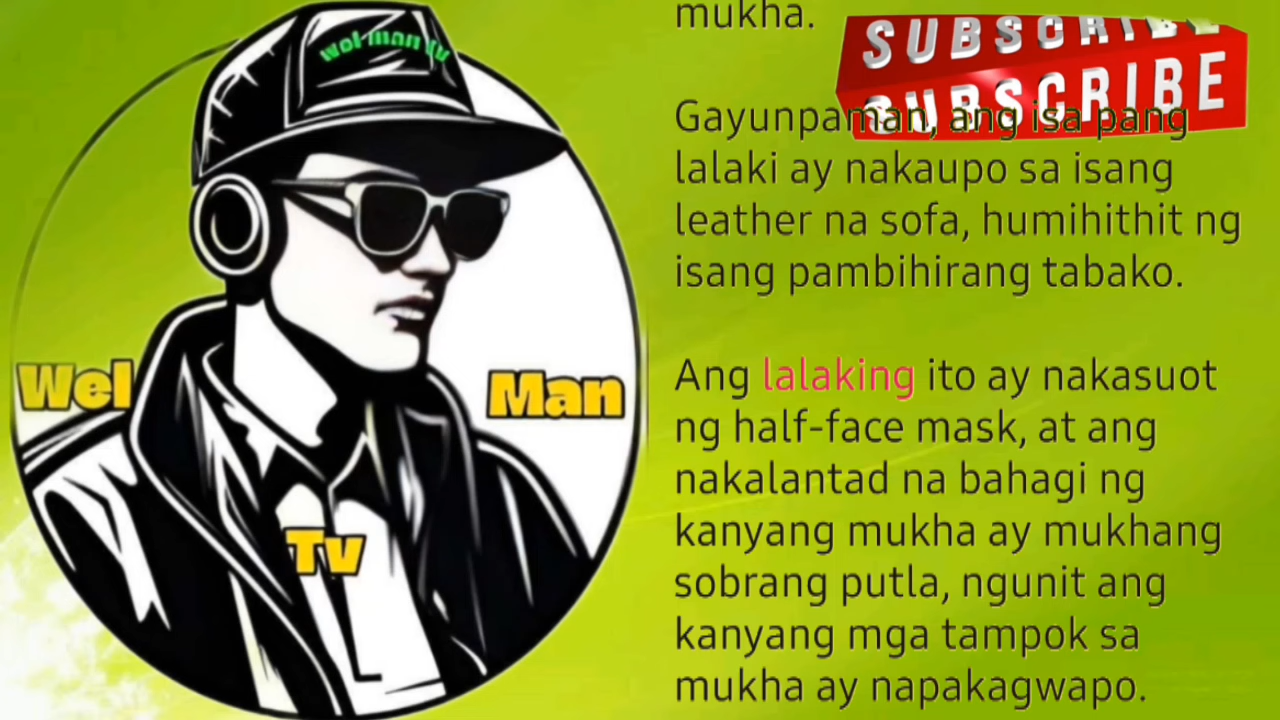 wel man tv
Wel
Man
Tv
mukha.
SUBSCRIBE
SUBSCRIBE
Gayunpaman, ang isa pang
lalaki ay nakaupo sa isang
leather na sofa, humihithit ng
isang pambihirang tabako.
Ang lalaking ito ay nakasuot
ng half-face mask, at ang
nakalantad na bahagi ng
kanyang mukha ay mukhang
sobrang putla, ngunit ang
kanyang mga tampok sa
mukha ay napakagwapo.